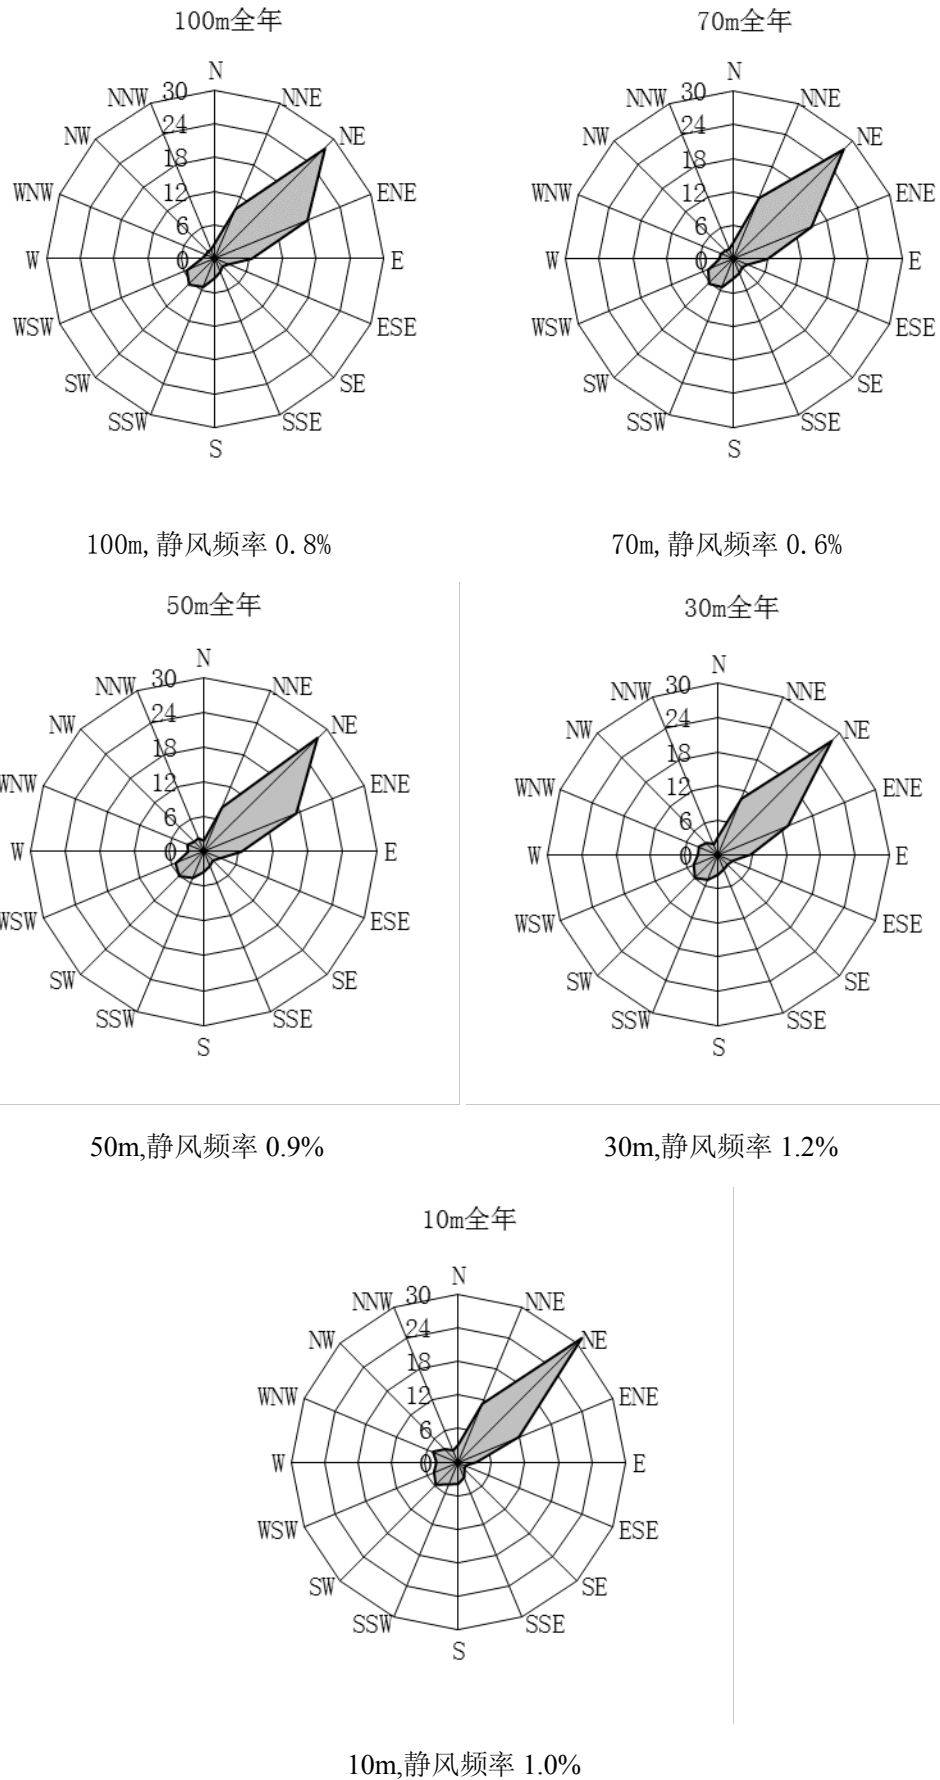 100m全年
N
NNE
NE
ENE
E
ESE
SE
SSE
S
SSW
SW
WSW
W
WNW
NW
NNW
30
24
18
12
6
0
100m,静风频率 0.8%
70m全年
N
NNE
NE
ENE
E
ESE
SE
SSE
S
SSW
SW
WSW
W
WNW
NW
NNW
30
24
18
12
6
0
70m,静风频率 0.6%
50m全年
N
NNE
NE
ENE
E
ESE
SE
SSE
S
SSW
SW
WSW
W
WNW
NW
NNW
30
24
18
12
6
0
50m,静风频率 0.9%
30m全年
N
NNE
NE
ENE
E
ESE
SE
SSE
S
SSW
SW
WSW
W
WNW
NW
NNW
30
24
18
12
6
0
30m,静风频率 1.2%
10m全年
N
NNE
NE
ENE
E
ESE
SE
SSE
S
SSW
SW
WSW
W
WNW
NW
NNW
30
24
18
12
6
0
10m,静风频率 1.0%